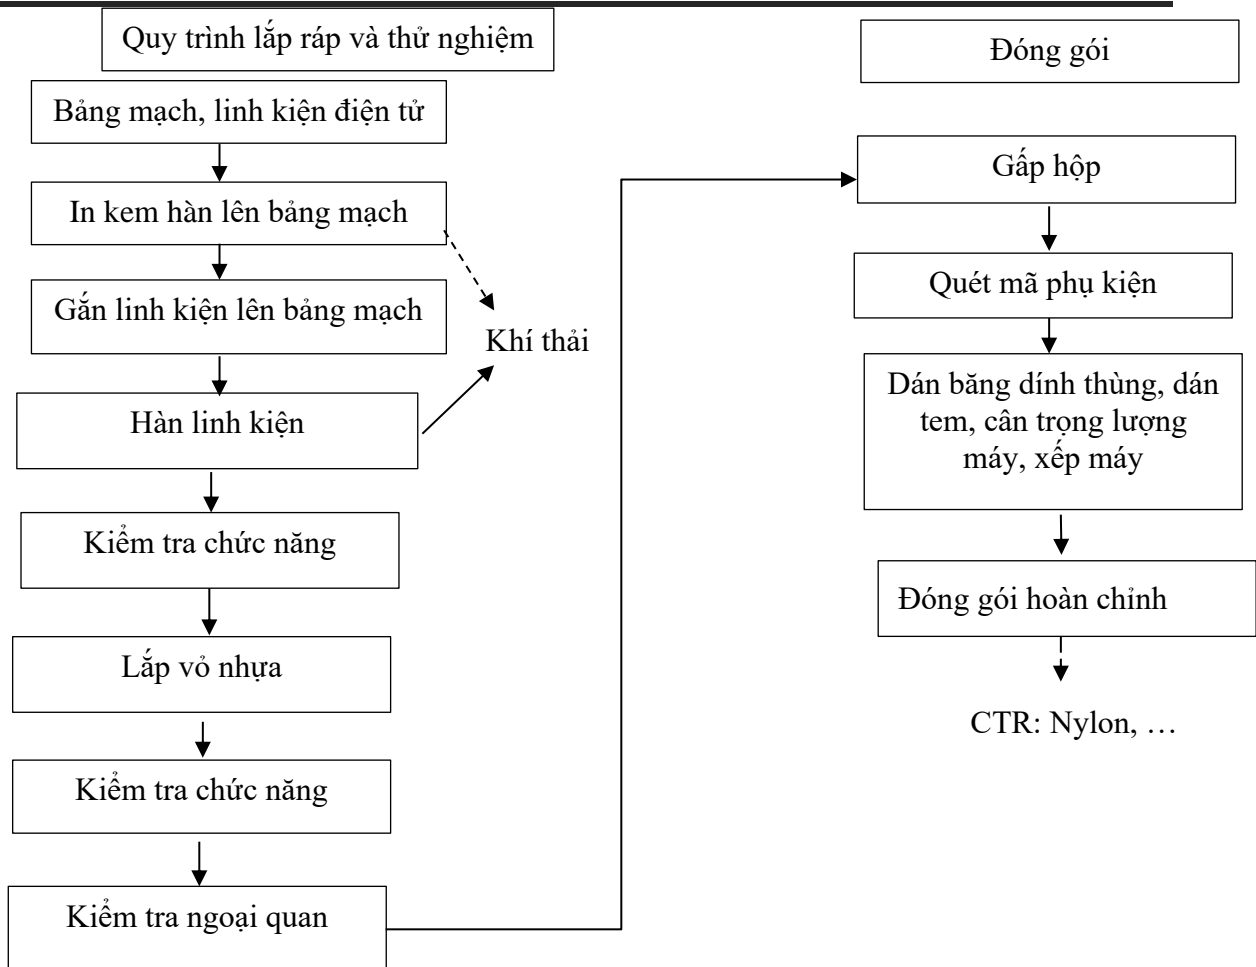 Quy trình lắp ráp và thử nghiệm
Bảng mạch, linh kiện điện tử
In kem hàn lên bảng mạch
Gắn linh kiện lên bảng mạch
Khí thải
Hàn linh kiện
Kiểm tra chức năng
Lắp vỏ nhựa
Kiểm tra chức năng
Kiểm tra ngoại quan
Đóng gói
Gấp hộp
Quét mã phụ kiện
Dán băng dính thùng, dán
tem, cân trọng lượng
máy, xếp máy
Đóng gói hoàn chỉnh
CTR: Nylon, …